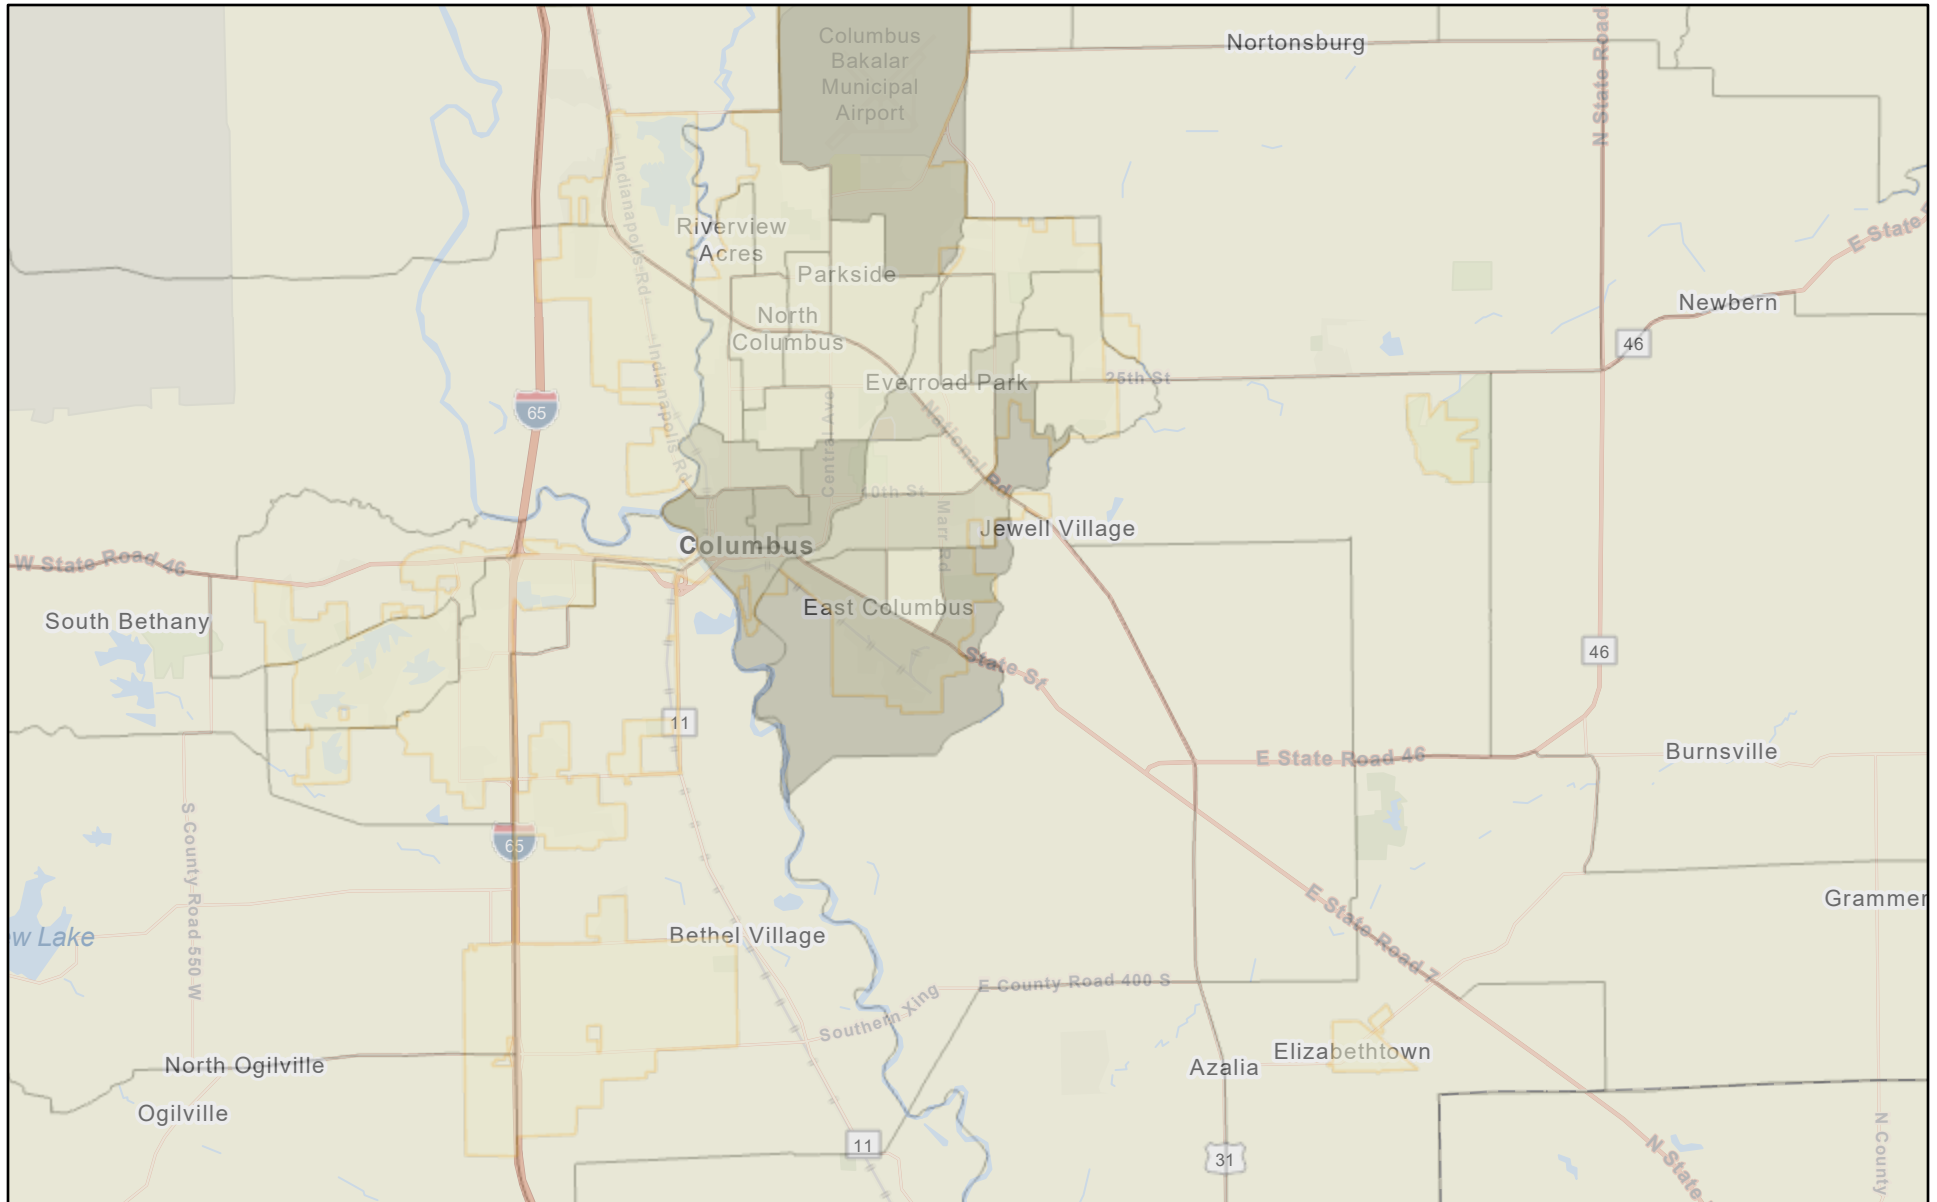 Columbus
Bakalar
Municipal
Airport
Nortonsburg
N State Road
Indianapolis Rd
Riverview
Acres
Parkside
E State
Newbern
North
Columbus
46
Indianapolis Rd
Everroad Park
25th St
65
Central Ave
National Rd
10th St
Marr Rd
Jewell Village
Columbus
W State Road 46
South Bethany
East Columbus
State St
46
11
E State Road 46
Burnsville
S County Road 550 W
65
Grammer
E State Road 7
w Lake
Bethel Village
E County Road 400 S
Southern Xing
North Ogilville
Azalia
Elizabethtown
Ogilville
11
31
N State
N County